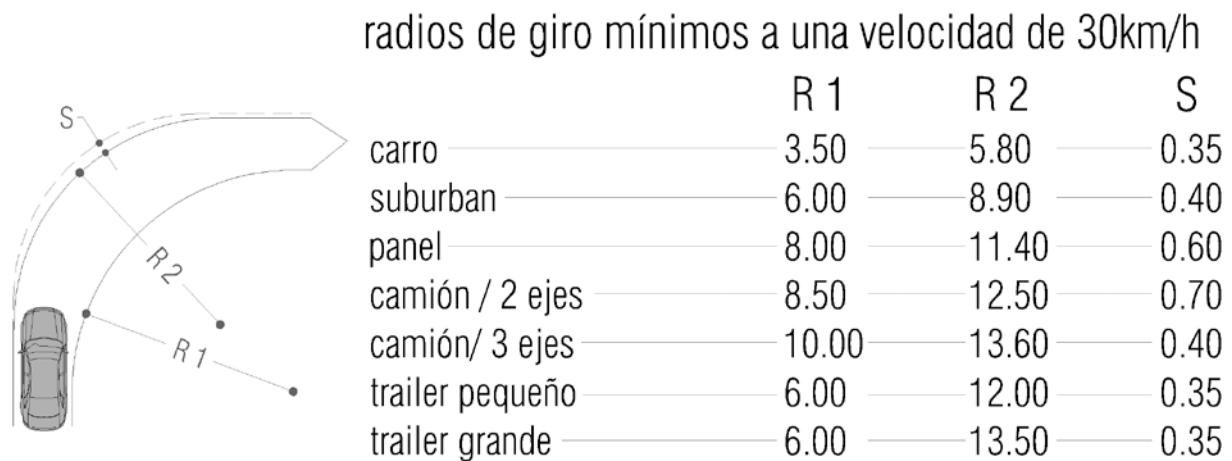 radios de giro mínimos a una velocidad de 30km/h
R 1 R 2 S
carro 3.50 5.80 0.35
suburban 6.00 8.90 0.40
panel 8.00 11.40 0.60
camión / 2 ejes 8.50 12.50 0.70
camión/ 3 ejes 10.00 13.60 0.40
trailer pequeño 6.00 12.00 0.35
trailer grande 6.00 13.50 0.35
S
R 2
R 1